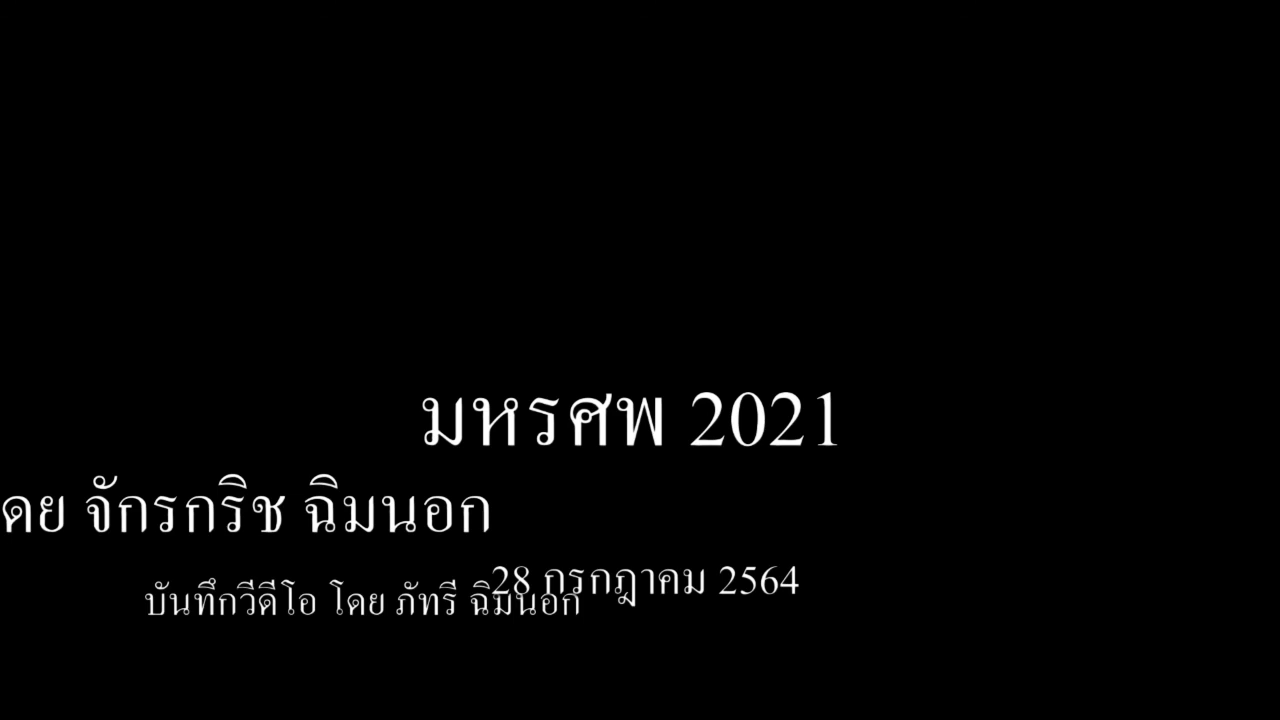 มหรศพ 2021
ดย จักรกริช ฉิมนอก
28 กรกฎาคม 2564
บันทึกวีดีโอ โดย ภัทรี ฉิมนอก